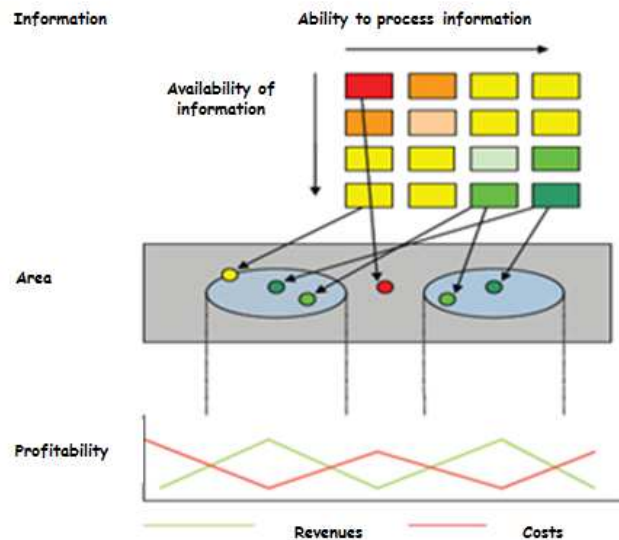 Information
Ability to process information
Availability of
information
Area
Profitability
Revenues
Costs